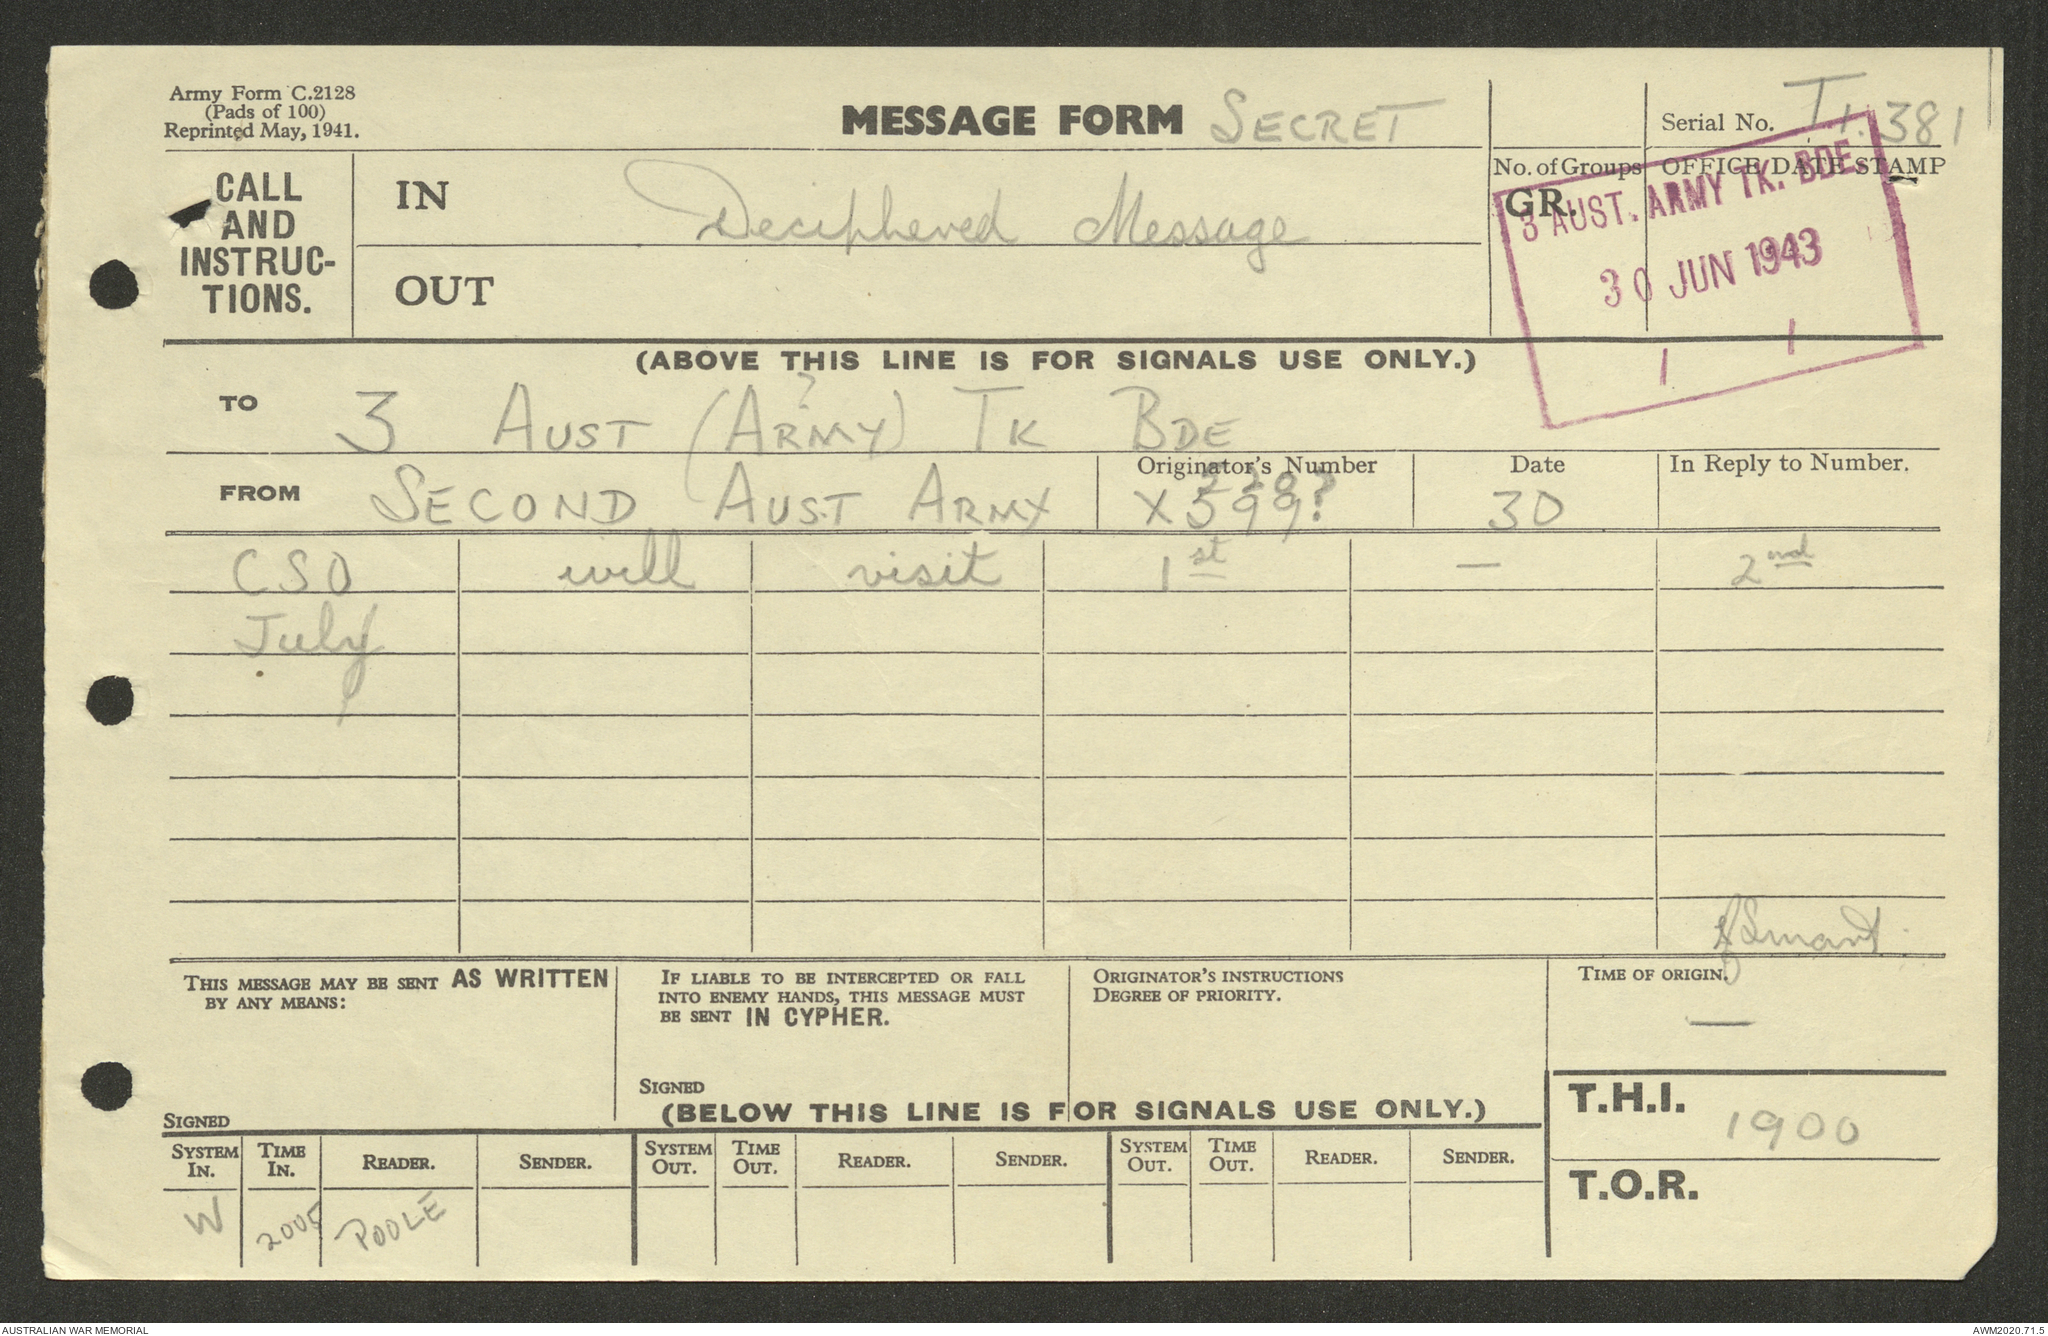 Army Form C.2128
(Pads of 100)
Reprinted May, 1941.
MESSAGE FORM SECRET
Serial No. T1.381
CALL
AND
INSTRUC-
TIONS.
IN Deciphered Message
OUT
No. of Groups
GR.
OFFICE DATE STAMP
3 AUST. ARMY TK. BDE.
30 JUN 1943
(ABOVE THIS LINE IS FOR SIGNALS USE ONLY.)
TO 3 AUST (ARMY) TK BDE
?
FROM SECOND AUST ARMY
Originator's Number
X599?
Date
30
In Reply to Number.
CSO will visit 1st — 2nd
July
Smart
THIS MESSAGE MAY BE SENT AS WRITTEN
BY ANY MEANS:
SIGNED
IF LIABLE TO BE INTERCEPTED OR FALL
INTO ENEMY HANDS, THIS MESSAGE MUST
BE SENT IN CYPHER.
SIGNED
ORIGINATOR'S INSTRUCTIONS
DEGREE OF PRIORITY.
TIME OF ORIGIN.
—
(BELOW THIS LINE IS FOR SIGNALS USE ONLY.)
T.H.I. 1900
T.O.R.
SYSTEM IN. TIME IN. READER. SENDER. SYSTEM OUT. TIME OUT. READER. SENDER. SYSTEM OUT. TIME OUT. READER. SENDER.
W 2005 POOLE
AUSTRALIAN WAR MEMORIAL
AWM2020.71.5